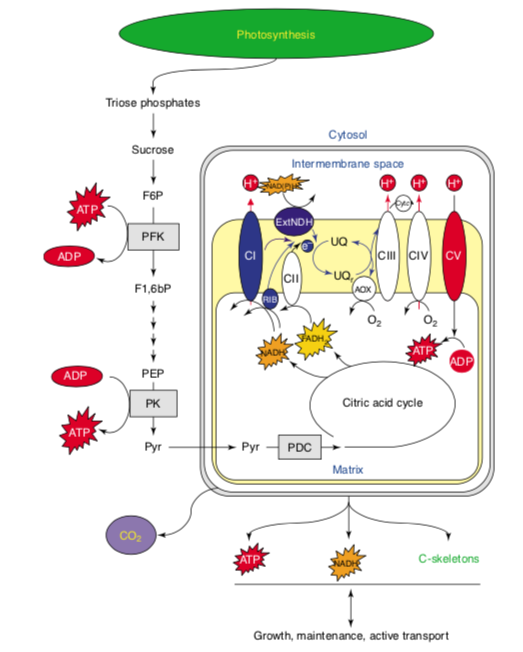 Photosynthesis
Triose phosphates
Sucrose
F6P
ATP
PFK
ADP
F1,6bP
ADP
PEP
PK
ATP
Pyr
Cytosol
Intermembrane space
H+
NAD(P)H
H+
Cytc
H+
H+
ExtNDH
e−
CI
UQ
CIII
CIV
CV
CII
UQr
AOX
RIB
O2
O2
NADH
FADH2
ATP
ADP
Citric acid cycle
Pyr
PDC
Matrix
CO2
ATP
NADH
C-skeletons
Growth, maintenance, active transport